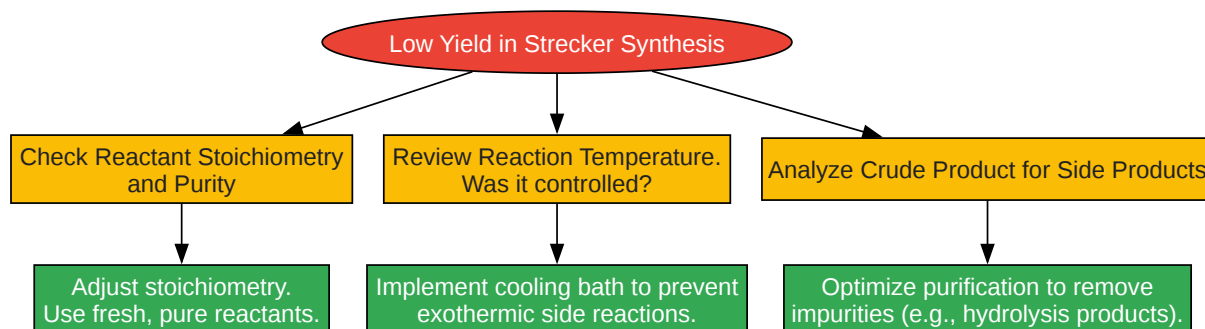 Low Yield in Strecker Synthesis
Check Reactant Stoichiometry
and Purity
Review Reaction Temperature.
Was it controlled?
Analyze Crude Product for Side Products
Adjust stoichiometry.
Use fresh, pure reactants.
Implement cooling bath to prevent
exothermic side reactions.
Optimize purification to remove
impurities (e.g., hydrolysis products).